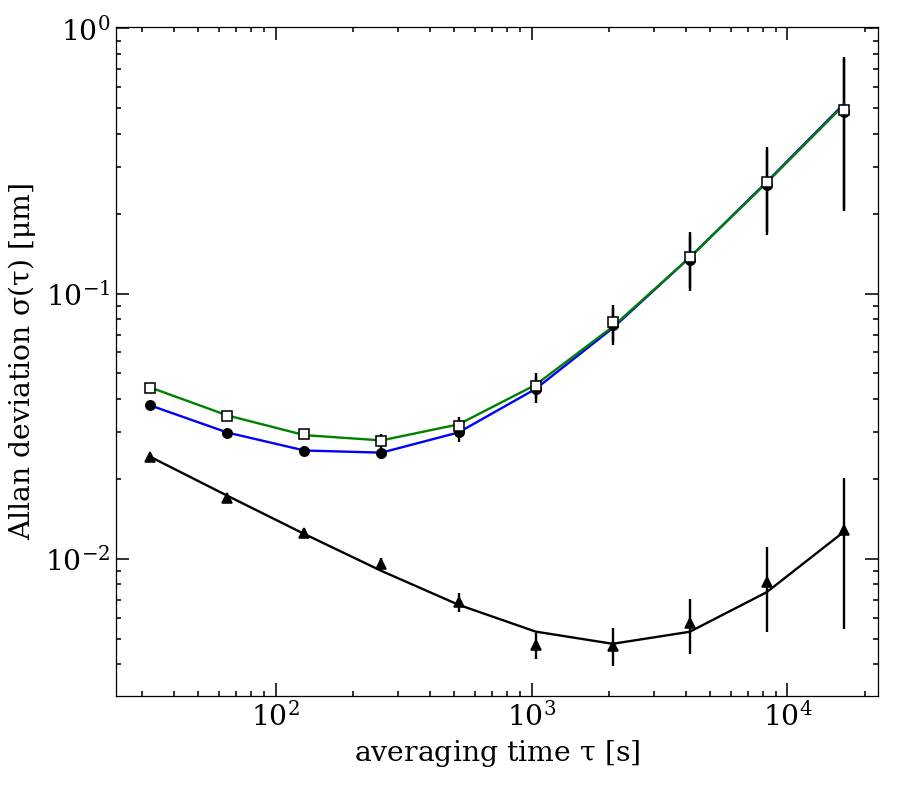 10⁰
10⁻¹
10⁻²
Allan deviation σ(τ) [μm]
10² 10³ 10⁴
averaging time τ [s]